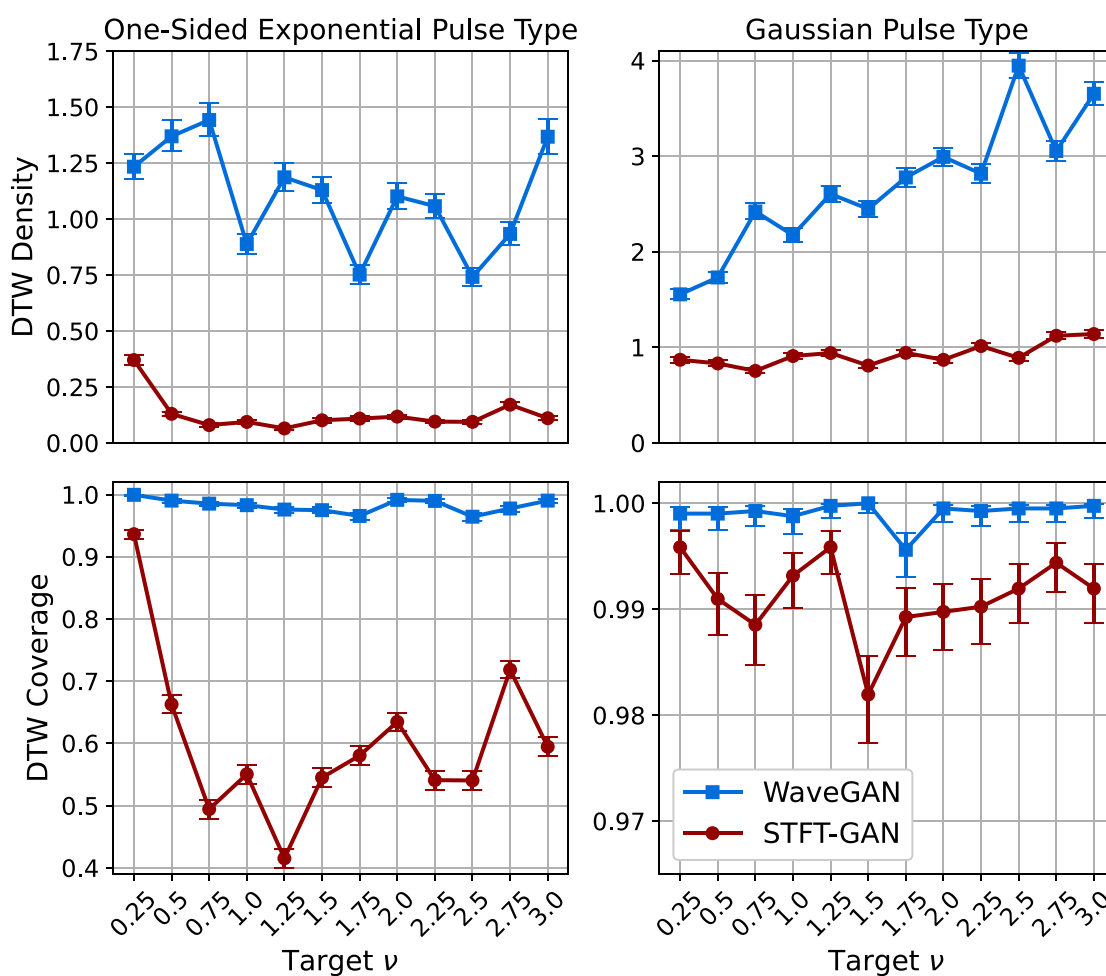 One-Sided Exponential Pulse Type
Gaussian Pulse Type
DTW Density
1.75
1.50
1.25
1.00
0.75
0.50
0.25
0.00
4
3
2
1
0
DTW Coverage
1.0
0.9
0.8
0.7
0.6
0.5
0.4
1.00
0.99
0.98
0.97
WaveGAN
STFT-GAN
0.25 0.5 0.75 1.0 1.25 1.5 1.75 2.0 2.25 2.5 2.75 3.0
0.25 0.5 0.75 1.0 1.25 1.5 1.75 2.0 2.25 2.5 2.75 3.0
Target ν
Target ν